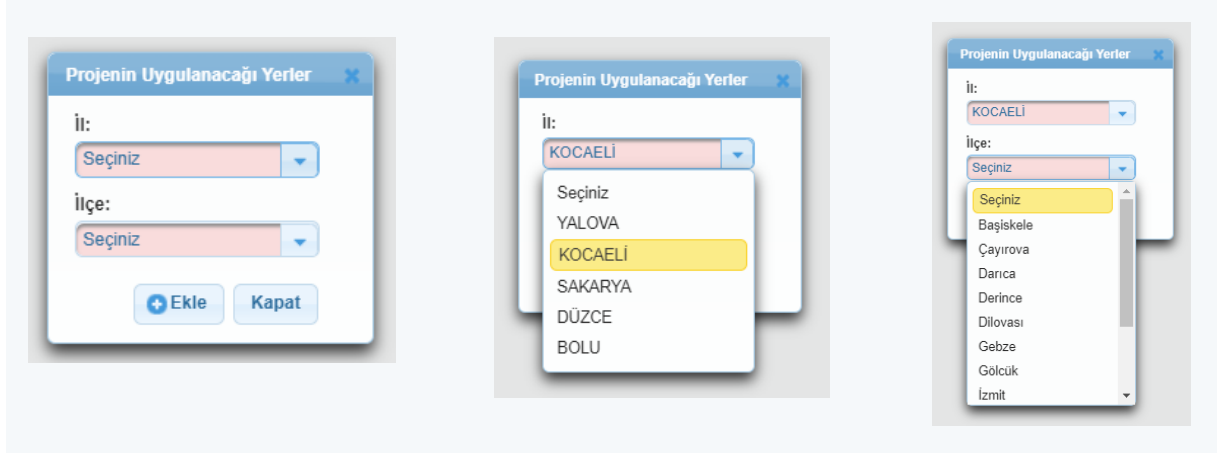 Projenin Uygulanacağı Yerler
İl:
Seçiniz
İlçe:
Seçiniz
Ekle
Kapat
Projenin Uygulanacağı Yerler
İl:
KOCAELİ
Seçiniz
YALOVA
KOCAELİ
SAKARYA
DÜZCE
BOLU
Projenin Uygulanacağı Yerler
İl:
KOCAELİ
İlçe:
Seçiniz
Seçiniz
Başiskele
Çayırova
Darıca
Derince
Dilovası
Gebze
Gölcük
İzmit